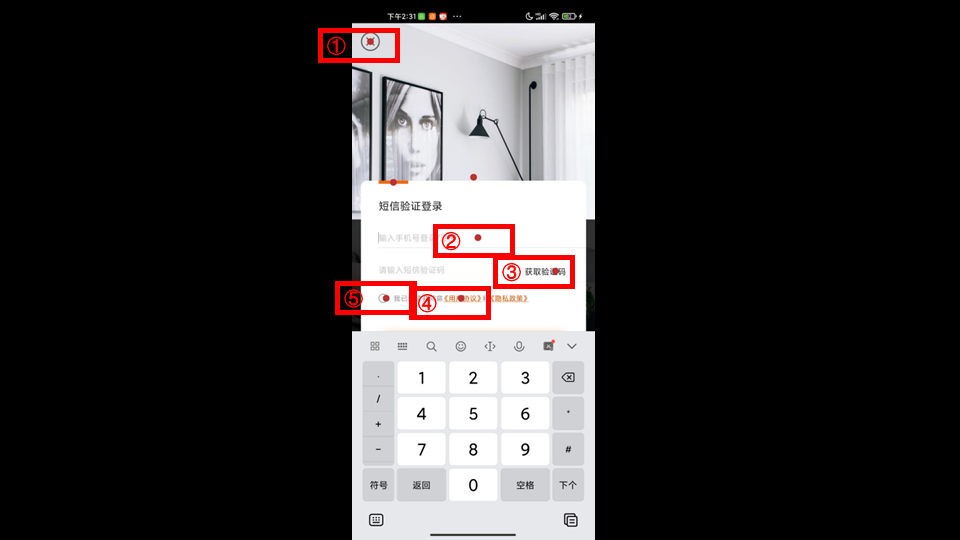 下午2:31
①
短信验证登录
输入手机号登
②
请输入短信验证码
③ 获取验证码
⑤ 我已
④ 《用户协议》和《隐私政策》
.
/
+
-
1 2 3
4 5 6 *
7 8 9 #
符号 返回 0 空格 下个